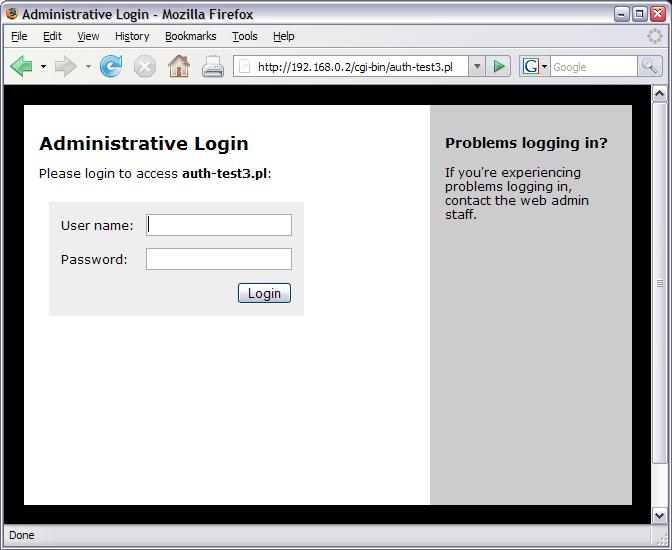 Administrative Login - Mozilla Firefox
File Edit View History Bookmarks Tools Help
http://192.168.0.2/cgi-bin/auth-test3.pl G Google
Administrative Login
Please login to access auth-test3.pl:
User name:
Password:
Login
Problems logging in?
If you're experiencing
problems logging in,
contact the web admin
staff.
Done